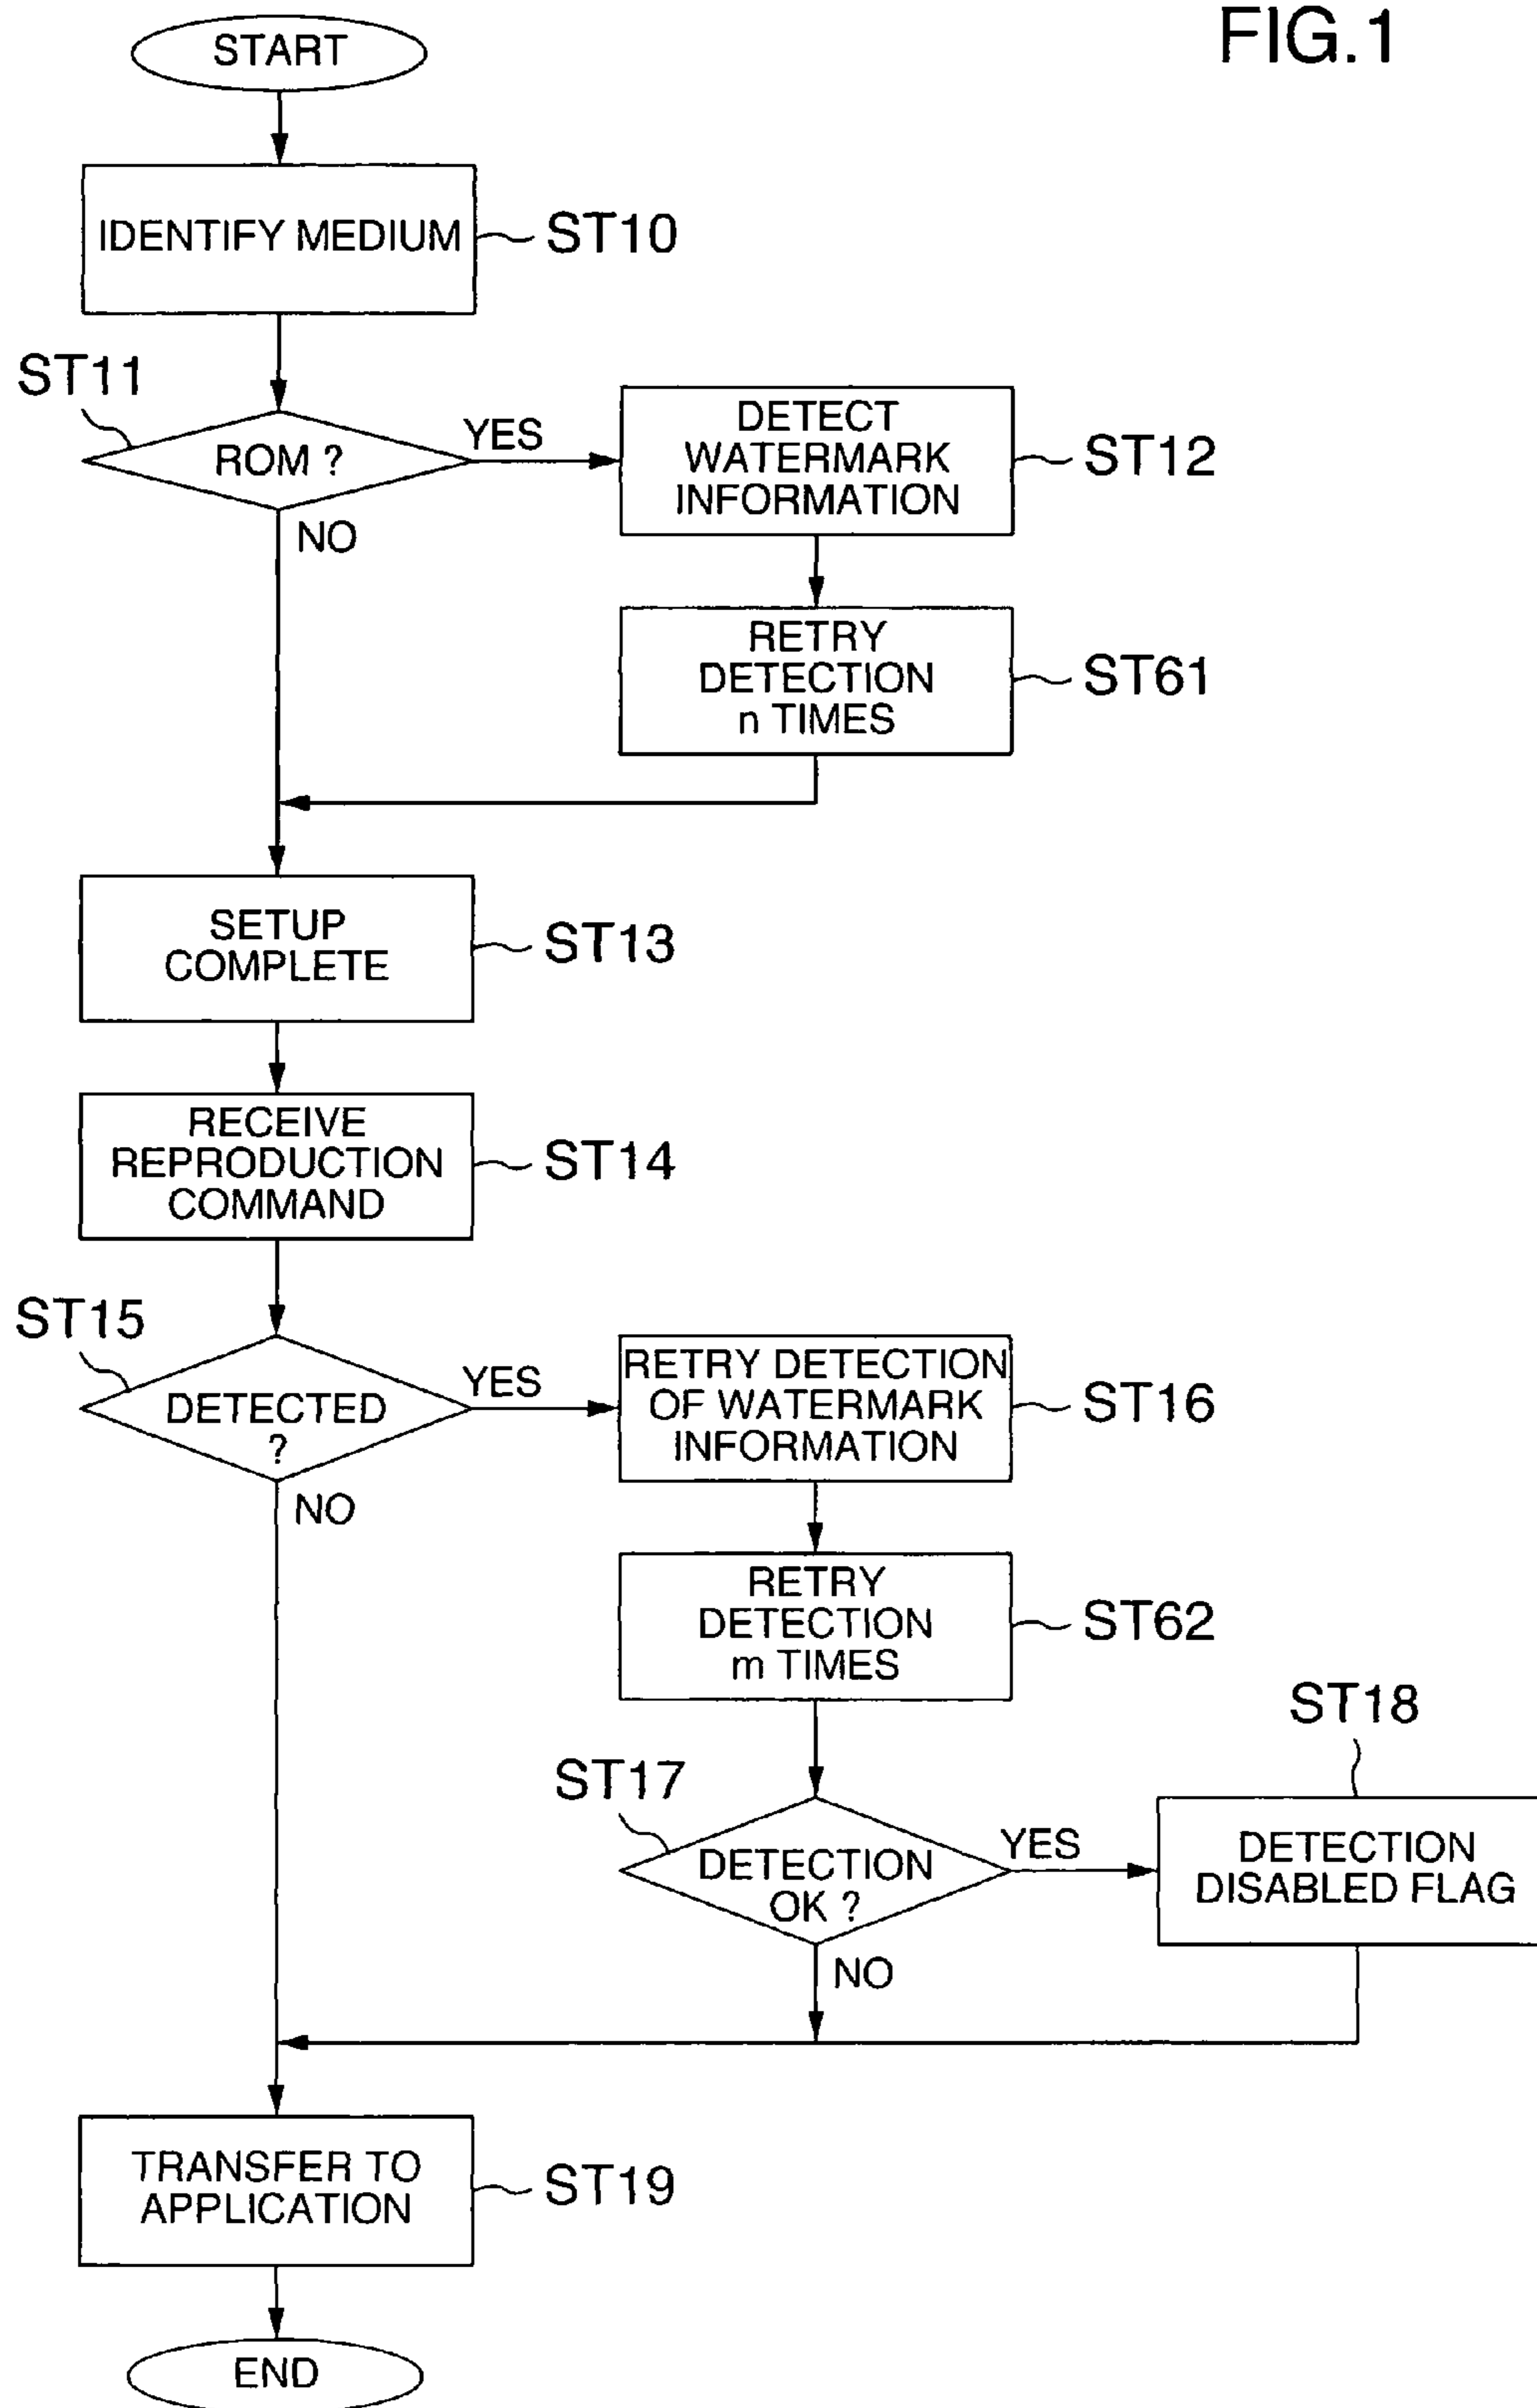 FIG.1
START
IDENTIFY MEDIUM
ST10
ST11
ROM ?
YES
NO
DETECT
WATERMARK
INFORMATION
ST12
RETRY
DETECTION
n TIMES
ST61
SETUP
COMPLETE
ST13
RECEIVE
REPRODUCTION
COMMAND
ST14
ST15
DETECTED
?
YES
NO
RETRY DETECTION
OF WATERMARK
INFORMATION
ST16
RETRY
DETECTION
m TIMES
ST62
ST17
DETECTION
OK ?
YES
NO
ST18
DETECTION
DISABLED FLAG
TRANSFER TO
APPLICATION
ST19
END